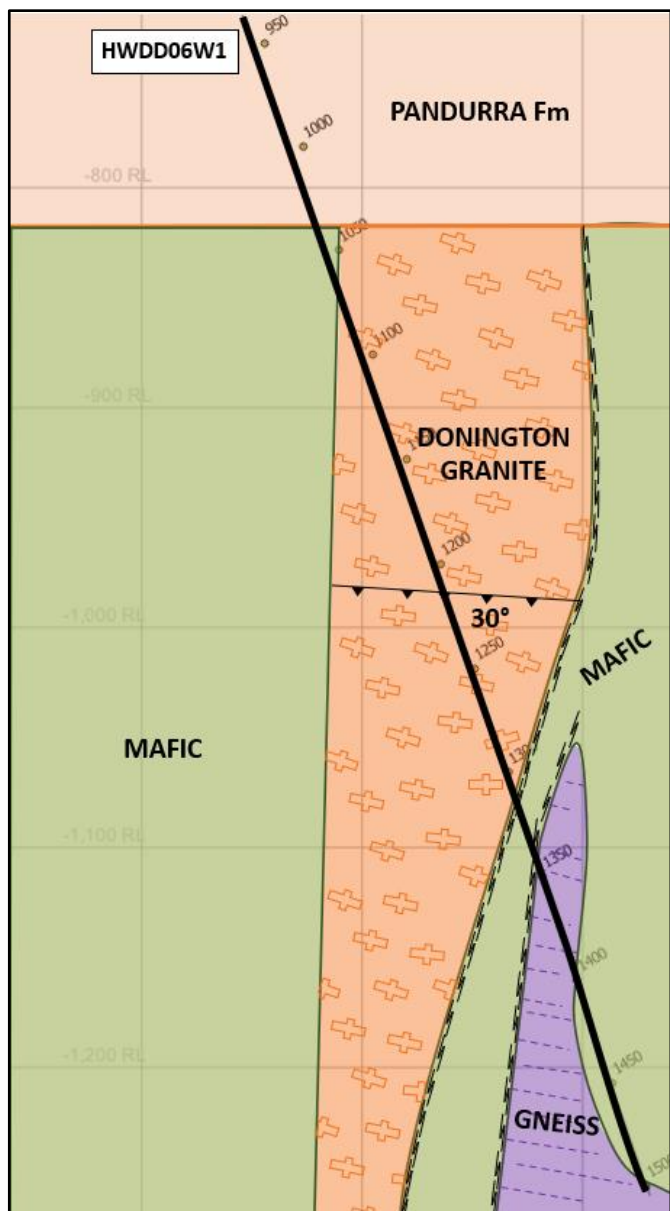 950
HWDD06W1
PANDURRA Fm
1000
-800 RL
1050
1100
-900 RL
DONINGTON
GRANITE
1200
30°
-1,000 RL
1250
MAFIC
MAFIC
-1,100 RL
1350
1400
-1,200 RL
1450
GNEISS
1500